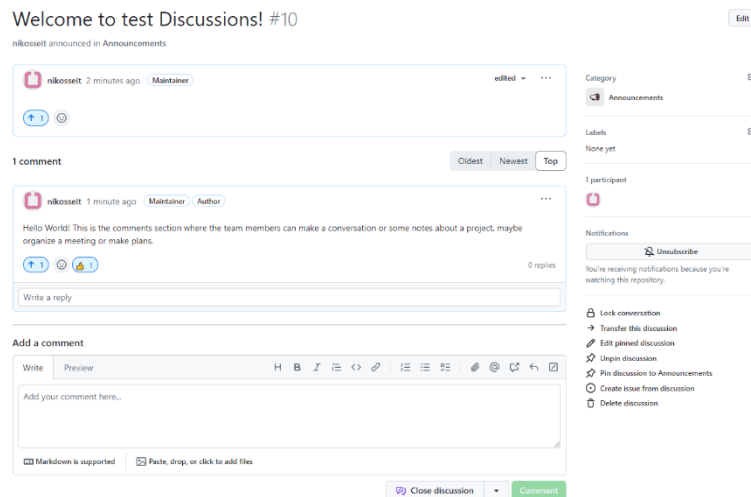 Welcome to test Discussions! #10
Edit
nikosseit announced in Announcements
nikosseit 2 minutes ago Maintainer
edited
1
1 comment
Oldest Newest Top
nikosseit 1 minute ago Maintainer Author
Hello World! This is the comments section where the team members can make a conversation or some notes about a project, maybe
organize a meeting or make plans.
1 1
0 replies
Write a reply
Add a comment
Write Preview
Add your comment here...
Markdown is supported
Paste, drop, or click to add files
Close discussion
Comment
Category
Announcements
Labels
None yet
1 participant
Notifications
Unsubscribe
You're receiving notifications because you're
watching this repository.
Lock conversation
Transfer this discussion
Edit pinned discussion
Unpin discussion
Pin discussion to Announcements
Create issue from discussion
Delete discussion